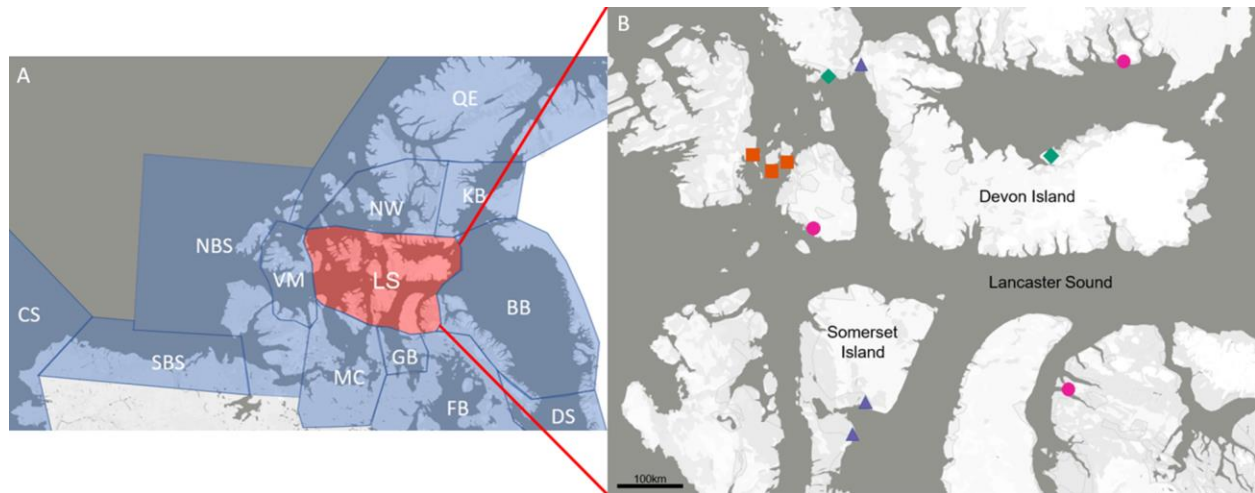 A
QE
NW
KB
NBS
VM
LS
BB
CS
SBS
MC
GB
FB
DS
B
Devon Island
Lancaster Sound
Somerset
Island
100km